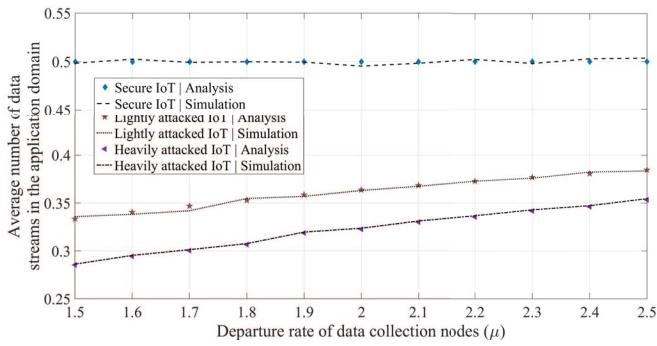 Average number of data
streams in the application domain
0.5
0.45
0.4
0.35
0.3
0.25
Secure IoT | Analysis
Secure IoT | Simulation
Lightly attacked IoT | Analysis
Lightly attacked IoT | Simulation
Heavily attacked IoT | Analysis
Heavily attacked IoT | Simulation
1.5 1.6 1.7 1.8 1.9 2 2.1 2.2 2.3 2.4 2.5
Departure rate of data collection nodes (μ)